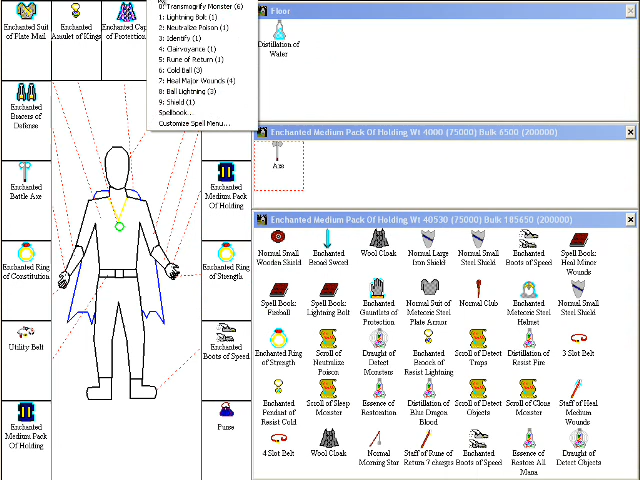 Enchanted Suit
of Plate Mail
Enchanted
Amulet of Kings
Enchanted Cap
of Protection
0: Transmogrify Monster (6)
1: Lightning Bolt (1)
2: Neutralize Poison (1)
3: Identify (1)
4: Clairvoyance (1)
5: Rune of Return (1)
6: Cold Ball (3)
7: Heal Major Wounds (4)
8: Ball Lightning (3)
9: Shield (1)
Spellbook...
Customize Spell Menu...
Enchanted
Bracers of
Defense
Enchanted
Battle Axe
Enchanted
Medium Pack
Of Holding
Enchanted Ring
of Constitution
Enchanted Ring
of Strength
Utility Belt
Enchanted
Boots of Speed
Enchanted
Medium Pack
Of Holding
Purse
Floor
Distillation of
Water
Enchanted Medium Pack Of Holding Wt 4000 (75000) Bulk 6500 (200000)
Axe
Enchanted Medium Pack Of Holding Wt 40530 (75000) Bulk 185650 (200000)
Normal Small
Wooden Shield
Enchanted
Broad Sword
Wool Cloak
Normal Large
Iron Shield
Normal Small
Steel Shield
Enchanted
Boots of Speed
Spell Book:
Heal Minor
Wounds
Spell Book:
Fireball
Spell Book:
Lightning Bolt
Enchanted
Gauntlets of
Protection
Normal Suit of
Meteoric Steel
Plate Armor
Normal Club
Enchanted
Meteoric Steel
Helmet
Normal Small
Steel Shield
Enchanted Ring
of Strength
Scroll of
Neutralize
Poison
Draught of
Detect
Monsters
Enchanted
Brooch of
Resist Lightning
Scroll of Detect
Traps
Distillation of
Resist Fire
3 Slot Belt
Enchanted
Pendant of
Resist Cold
Scroll of Sleep
Monster
Essence of
Restoration
Distillation of
Blue Dragon
Blood
Scroll of Detect
Objects
Scroll of Clone
Monster
Staff of Heal
Medium
Wounds
4 Slot Belt
Wool Cloak
Normal
Morning Star
Staff of Rune of
Return 7 charges
Enchanted
Boots of Speed
Essence of
Restore All
Mana
Draught of
Detect Objects